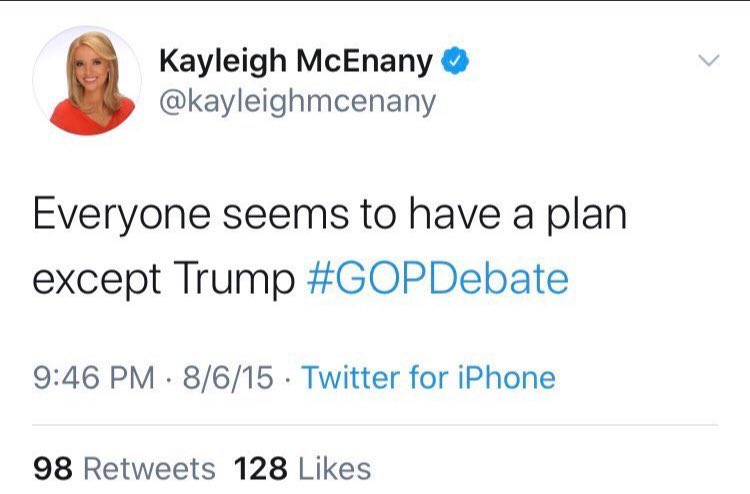 Kayleigh McEnany
@kayleighmcenany
Everyone seems to have a plan
except Trump #GOPDebate
9:46 PM · 8/6/15 · Twitter for iPhone
98 Retweets 128 Likes